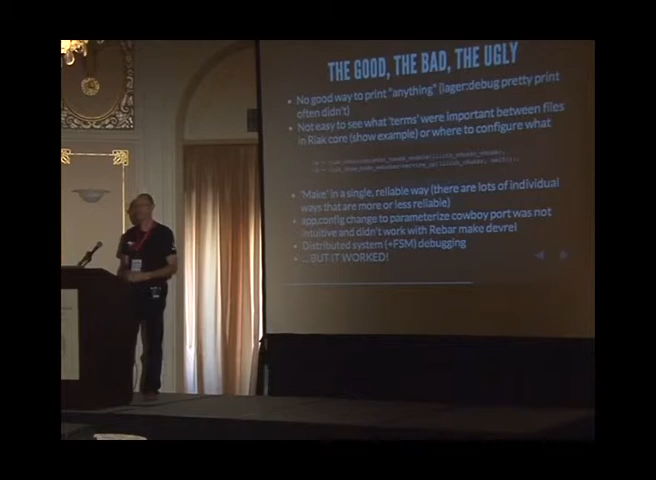 THE GOOD, THE BAD, THE UGLY
No good way to print "anything" (lager:debug pretty print
often didn't)
Not easy to see what 'terms' were important between files
in Riak core (show example) or where to configure what
'Make' in a single, reliable way (there are lots of individual
ways that are more or less reliable)
app.config change to parameterize cowboy port was not
intuitive and didn't work with Rebar make devrel
Distributed system (+FSM) debugging
...BUT IT WORKED!